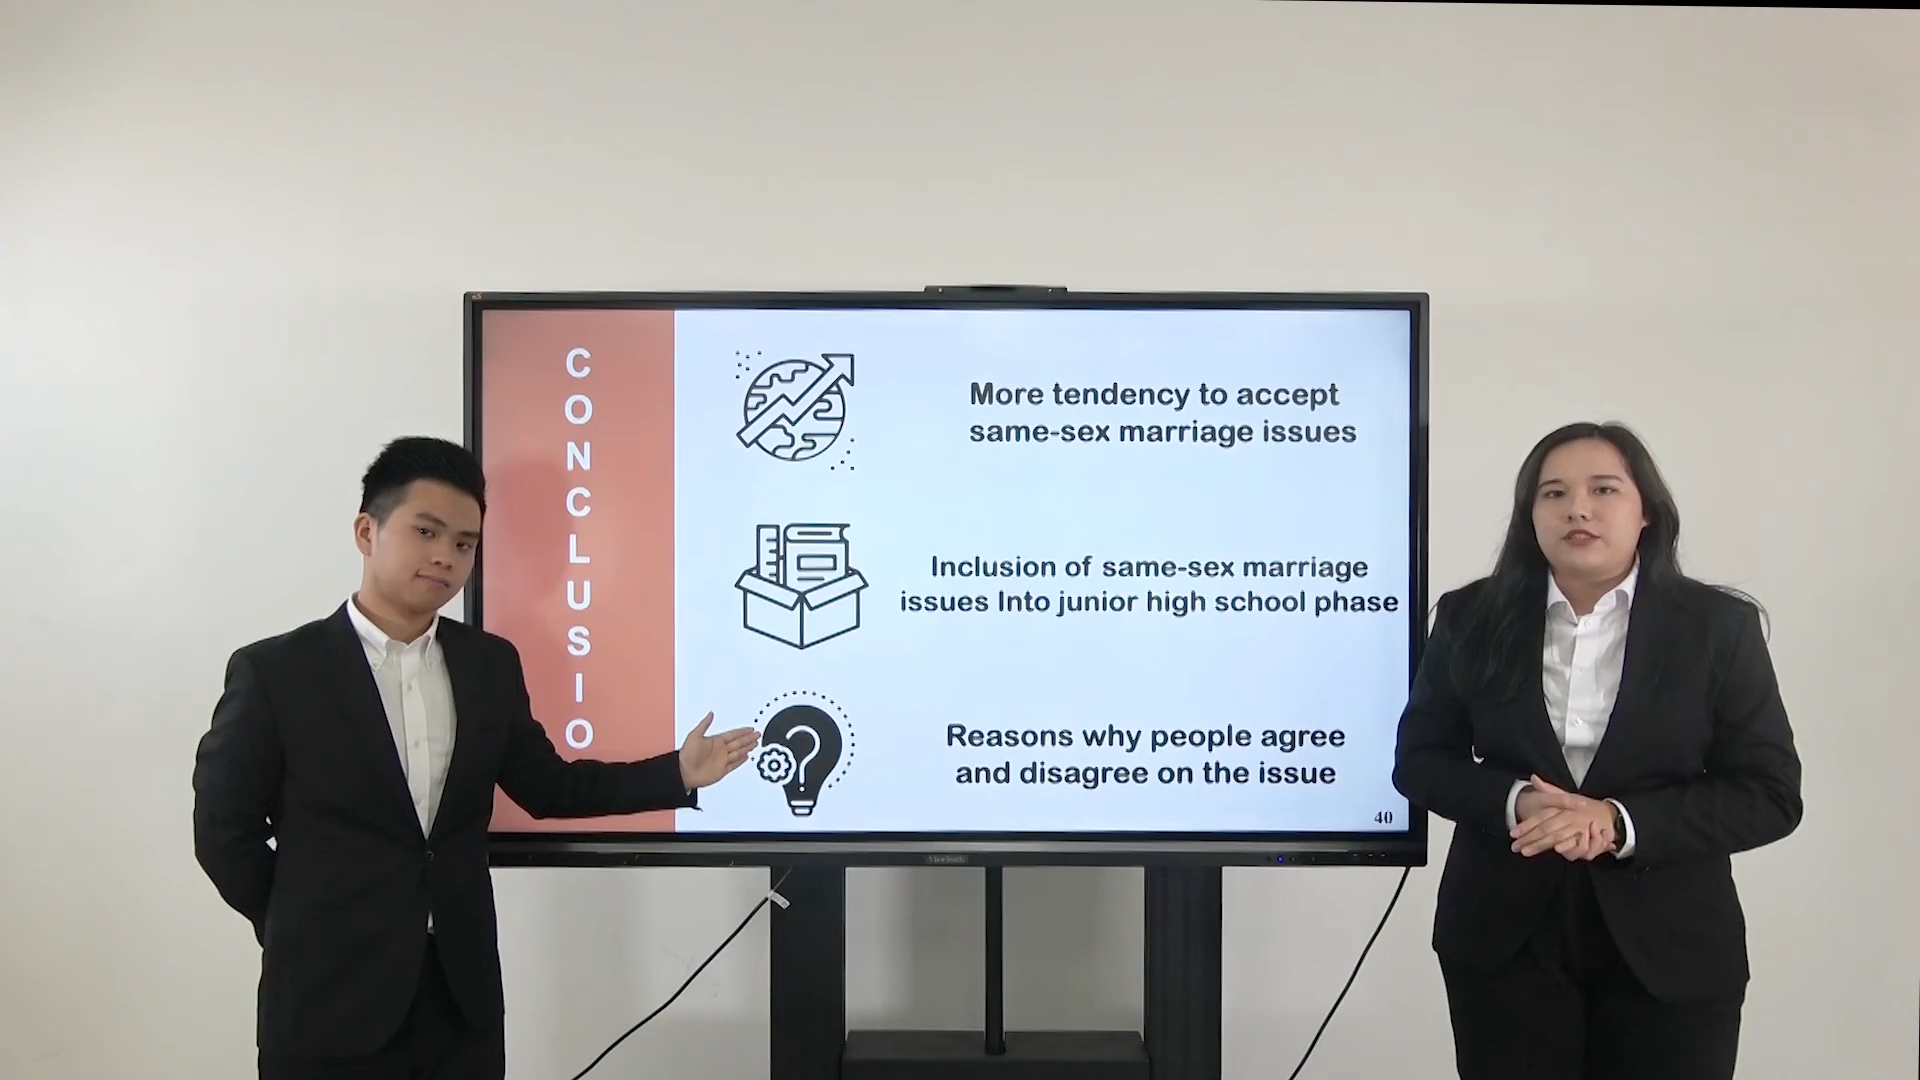 CONCLUSIO
More tendency to accept
same-sex marriage issues
Inclusion of same-sex marriage
issues Into junior high school phase
Reasons why people agree
and disagree on the issue
40
ViewSonic